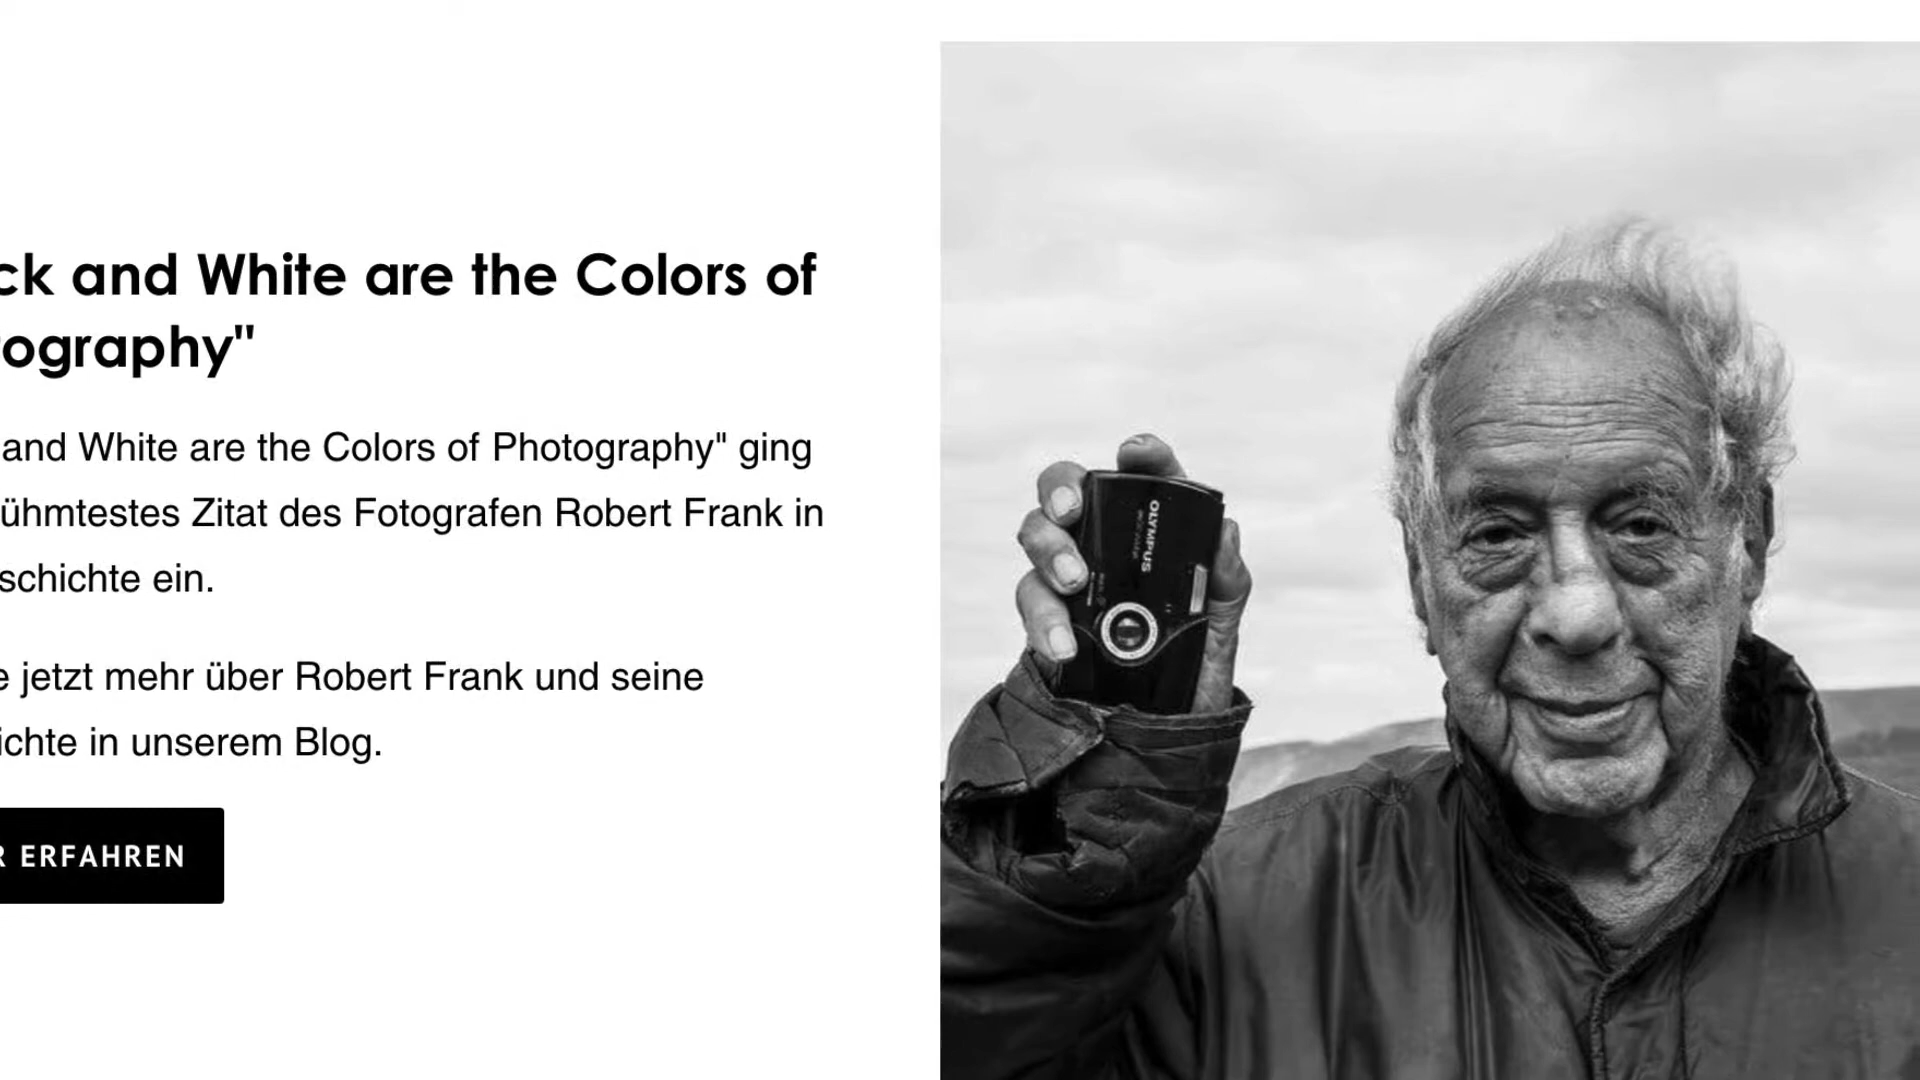 ck and White are the Colors of
ography"
and White are the Colors of Photography" ging
ühmtestes Zitat des Fotografen Robert Frank in
schichte ein.
e jetzt mehr über Robert Frank und seine
ichte in unserem Blog.
R ERFAHREN
OLYMPUS